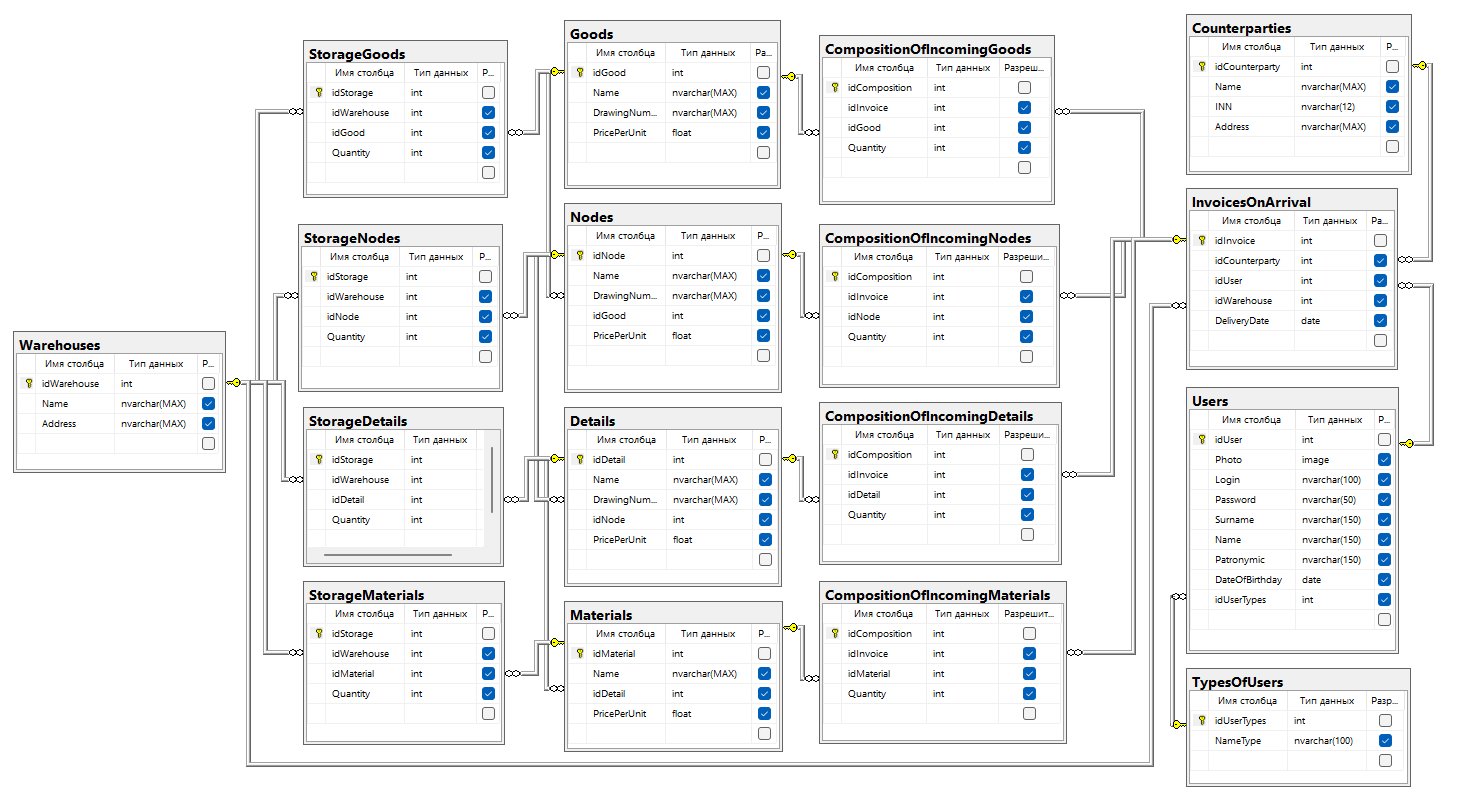 StorageGoods
Имя столбца Тип данных Р...
idStorage int
idWarehouse int
idGood int
Quantity int
Goods
Имя столбца Тип данных Ра...
idGood int
Name nvarchar(MAX)
DrawingNum... nvarchar(MAX)
PricePerUnit float
CompositionOfIncomingGoods
Имя столбца Тип данных Разреш...
idComposition int
idInvoice int
idGood int
Quantity int
Counterparties
Имя столбца Тип данных Р...
idCounterparty int
Name nvarchar(MAX)
INN nvarchar(12)
Address nvarchar(MAX)
StorageNodes
Имя столбца Тип данных Р...
idStorage int
idWarehouse int
idNode int
Quantity int
Nodes
Имя столбца Тип данных Р...
idNode int
Name nvarchar(MAX)
DrawingNum... nvarchar(MAX)
idGood int
PricePerUnit float
CompositionOfIncomingNodes
Имя столбца Тип данных Разреши...
idComposition int
idInvoice int
idNode int
Quantity int
InvoicesOnArrival
Имя столбца Тип данных Ра...
idInvoice int
idCounterparty int
idUser int
idWarehouse int
DeliveryDate date
Warehouses
Имя столбца Тип данных Р...
idWarehouse int
Name nvarchar(MAX)
Address nvarchar(MAX)
StorageDetails
Имя столбца Тип данных
idStorage int
idWarehouse int
idDetail int
Quantity int
Details
Имя столбца Тип данных Р...
idDetail int
Name nvarchar(MAX)
DrawingNum... nvarchar(MAX)
idNode int
PricePerUnit float
CompositionOfIncomingDetails
Имя столбца Тип данных Разреши...
idComposition int
idInvoice int
idDetail int
Quantity int
Users
Имя столбца Тип данных Р...
idUser int
Photo image
Login nvarchar(100)
Password nvarchar(50)
Surname nvarchar(150)
Name nvarchar(150)
Patronymic nvarchar(150)
DateOfBirthday date
idUserTypes int
StorageMaterials
Имя столбца Тип данных Р...
idStorage int
idWarehouse int
idMaterial int
Quantity int
Materials
Имя столбца Тип данных Р...
idMaterial int
Name nvarchar(MAX)
idDetail int
PricePerUnit float
CompositionOfIncomingMaterials
Имя столбца Тип данных Разрешит...
idComposition int
idInvoice int
idMaterial int
Quantity int
TypesOfUsers
Имя столбца Тип данных Разр...
idUserTypes int
NameType nvarchar(100)